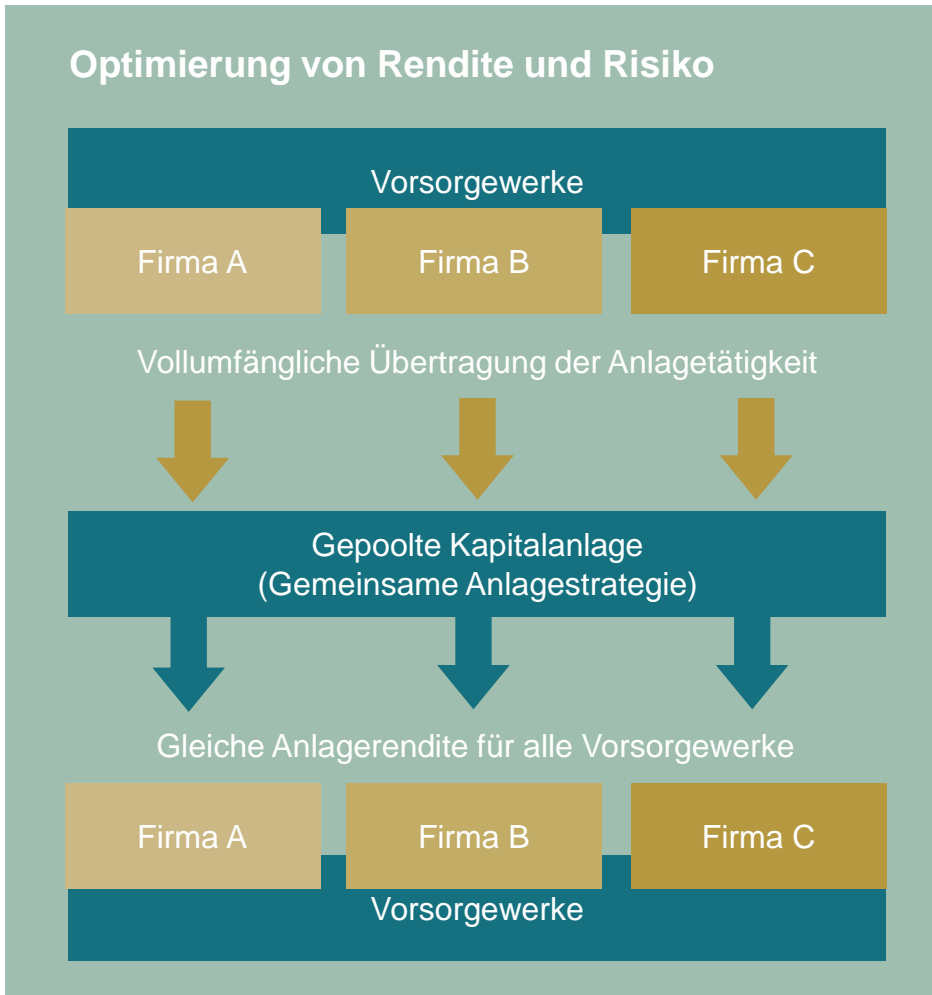 Optimierung von Rendite und Risiko
Vorsorgewerke
Firma A
Firma B
Firma C
Vollumfängliche Übertragung der Anlagetätigkeit
Gepoolte Kapitalanlage
(Gemeinsame Anlagestrategie)
Gleiche Anlagerendite für alle Vorsorgewerke
Firma A
Firma B
Firma C
Vorsorgewerke